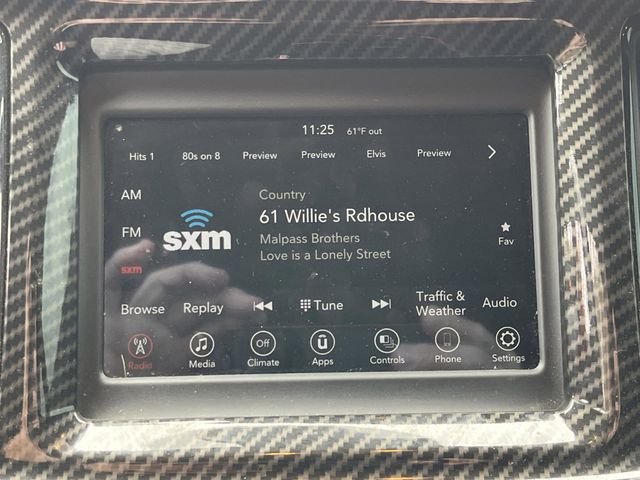 11:25 61°F out
Hits 1 80s on 8 Preview Preview Elvis Preview
AM
FM
sxm
sxm
Country
61 Willie's Rdhouse
Malpass Brothers
Love is a Lonely Street
Fav
Browse Replay Tune Traffic & Weather Audio
Off
Radio Media Climate Apps Controls Phone Settings